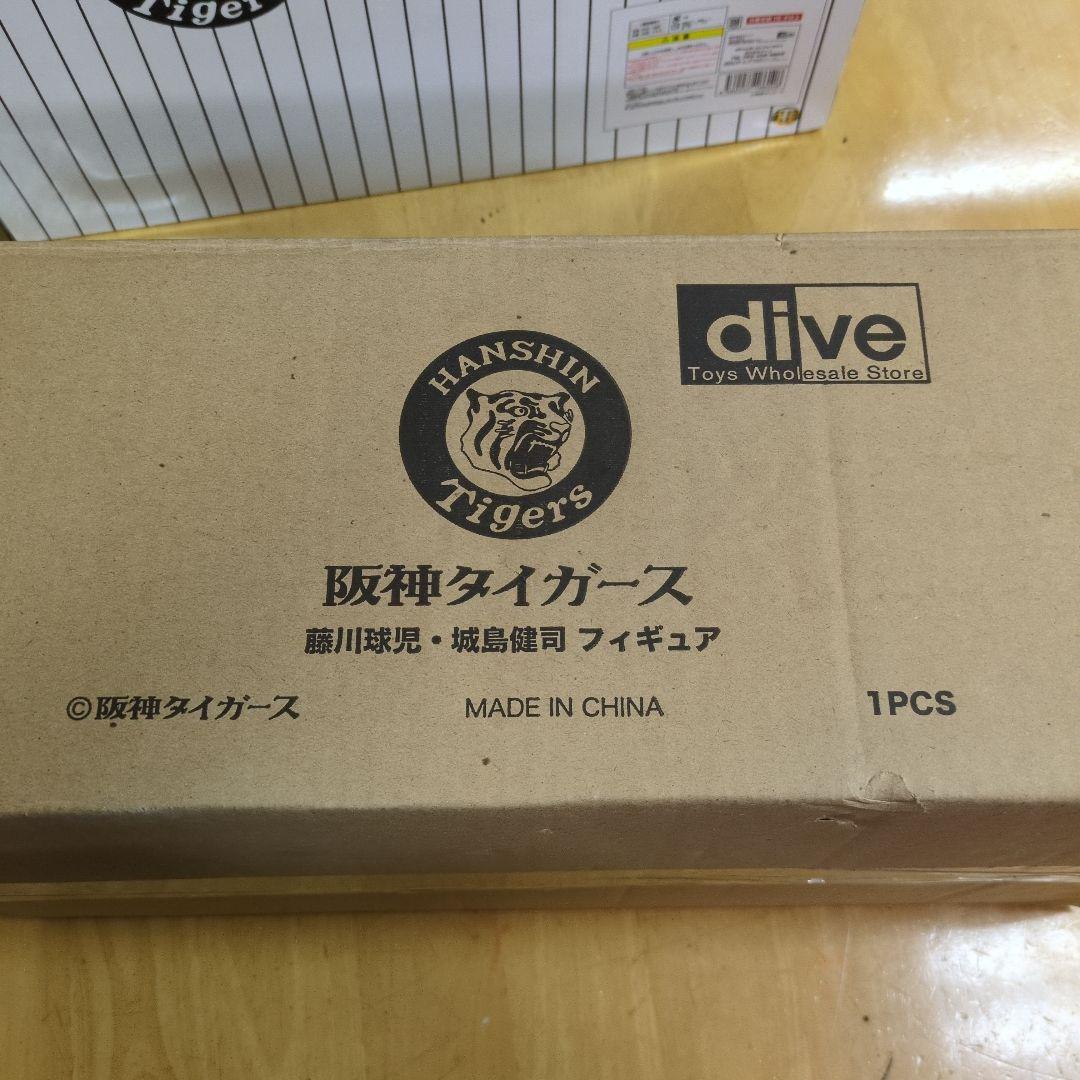 Tigers
dive
Toys Wholesale Store
HANSHIN
Tigers
阪神タイガース
藤川球児・城島健司 フィギュア
©阪神タイガース
MADE IN CHINA
1PCS